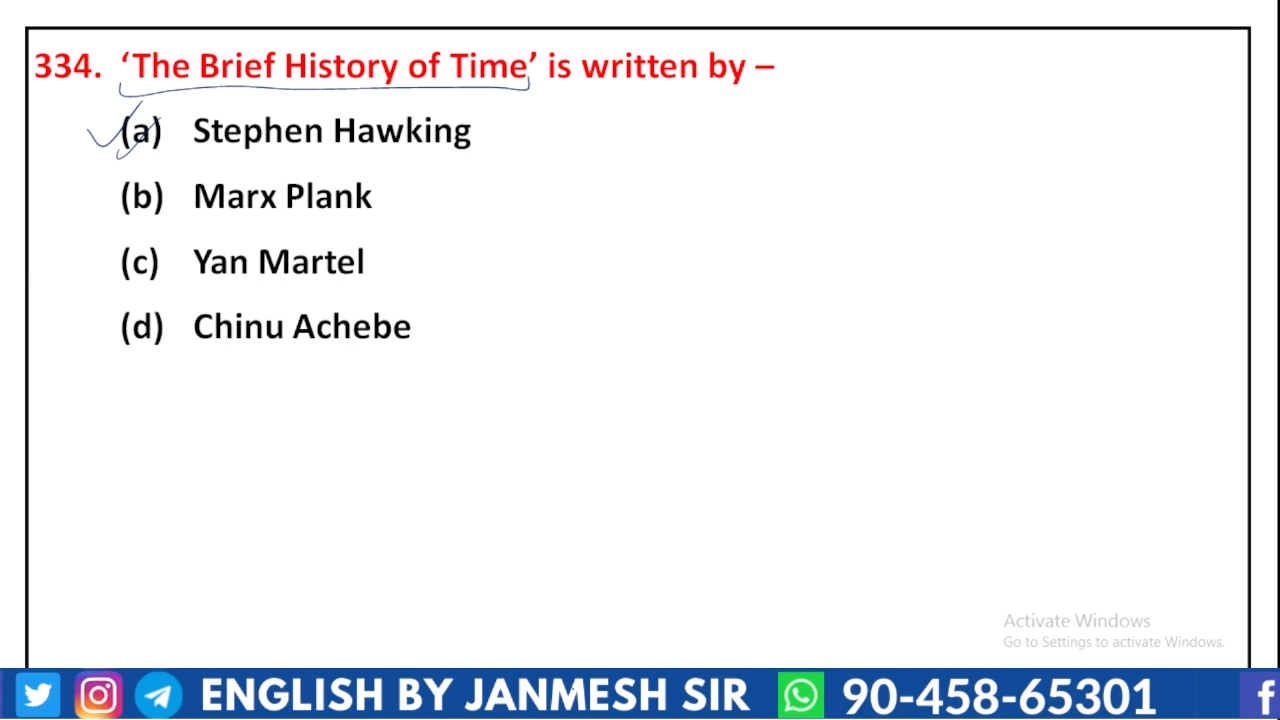 334. ‘The Brief History of Time’ is written by –
(a) Stephen Hawking
(b) Marx Plank
(c) Yan Martel
(d) Chinu Achebe
Activate Windows
Go to Settings to activate Windows.
ENGLISH BY JANMESH SIR 90-458-65301